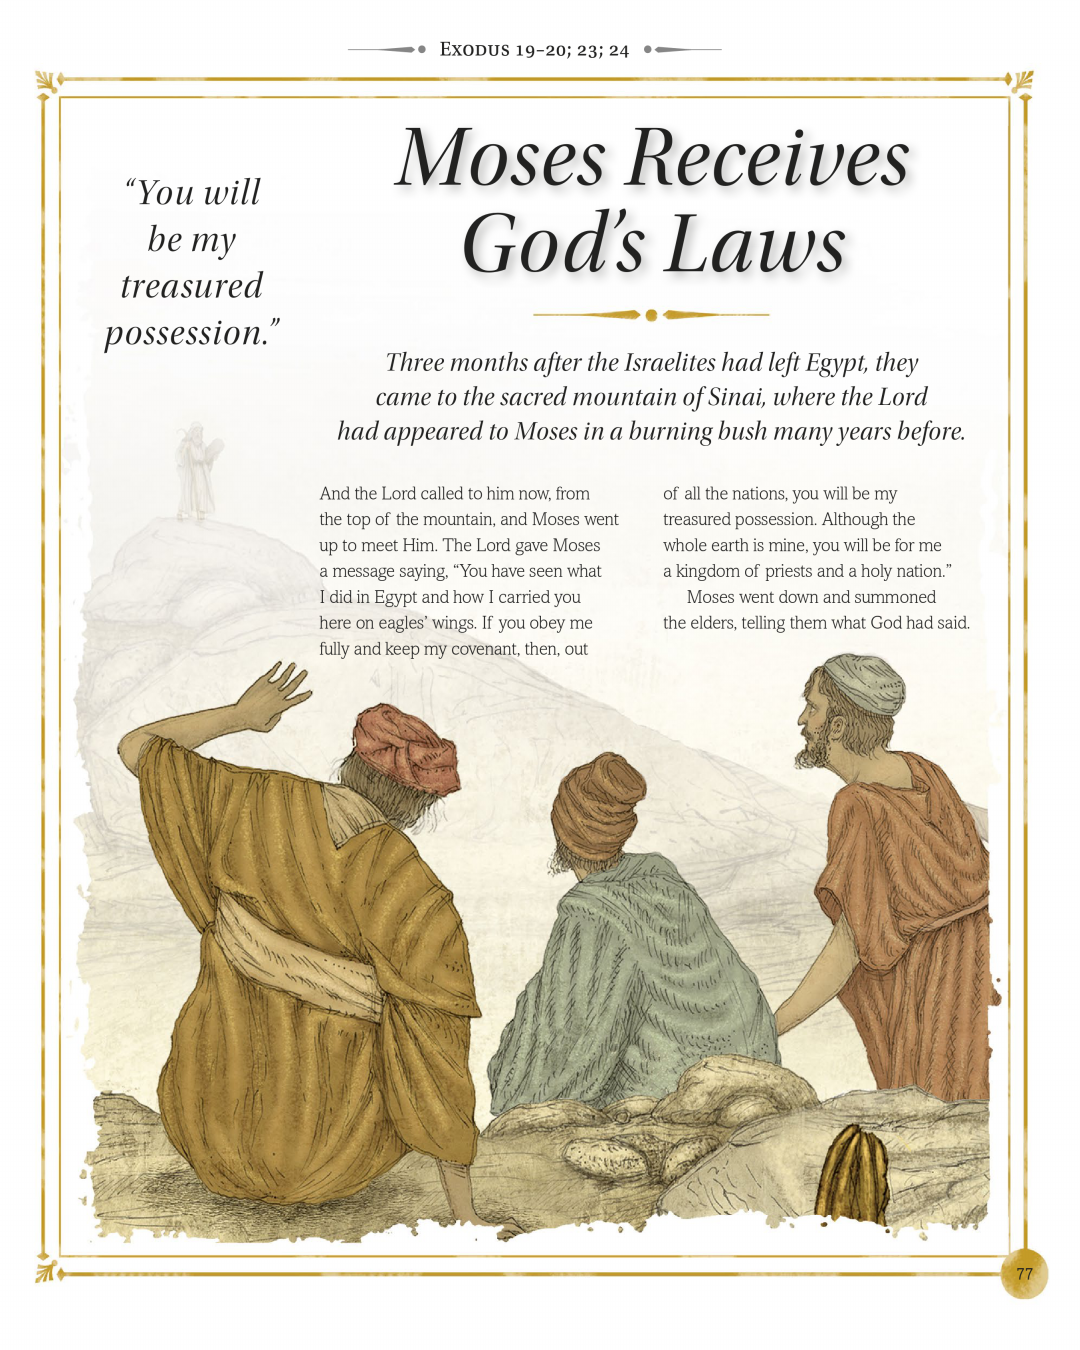 Exodus 19–20; 23; 24
“You will
be my
treasured
possession.”
Moses Receives
God’s Laws
Three months after the Israelites had left Egypt, they
came to the sacred mountain of Sinai, where the Lord
had appeared to Moses in a burning bush many years before.
And the Lord called to him now, from
the top of the mountain, and Moses went
up to meet Him. The Lord gave Moses
a message saying, “You have seen what
I did in Egypt and how I carried you
here on eagles’ wings. If you obey me
fully and keep my covenant, then, out
of all the nations, you will be my
treasured possession. Although the
whole earth is mine, you will be for me
a kingdom of priests and a holy nation.”
Moses went down and summoned
the elders, telling them what God had said.
77